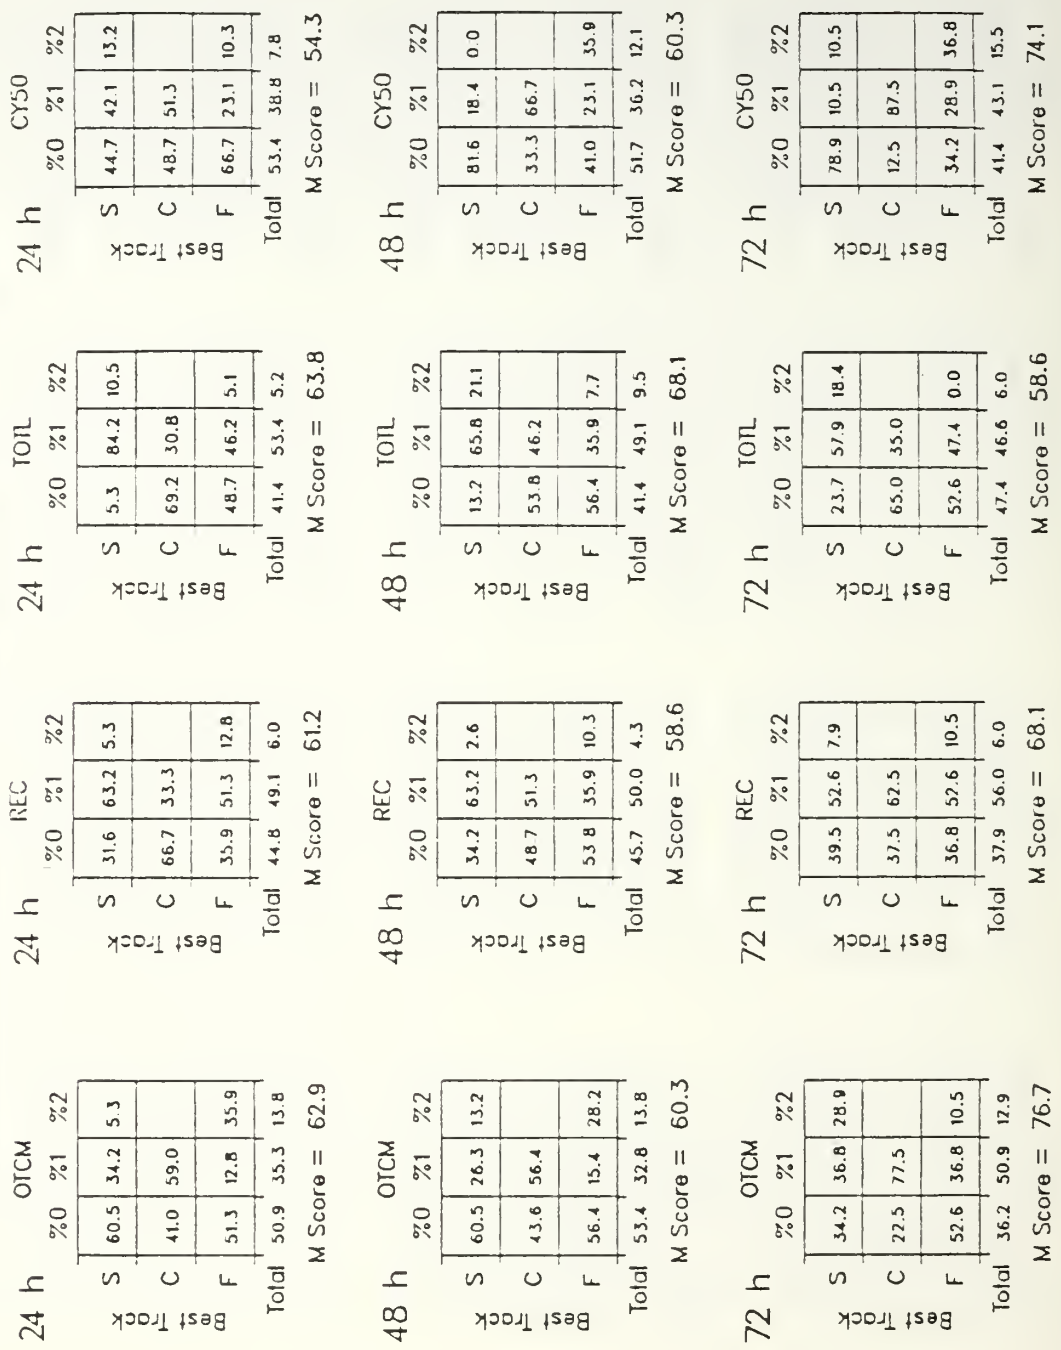 24 h OTCM
%0 %1 %2
S 60.5 34.2 5.3
C 41.0 59.0
F 51.3 12.8 35.9
Best Track
Total 50.9 35.3 13.8
M Score = 62.9
24 h REC
%0 %1 %2
S 31.6 63.2 5.3
C 66.7 33.3
F 35.9 51.3 12.8
Best Track
Total 44.8 49.1 6.0
M Score = 61.2
24 h TOTL
%0 %1 %2
S 5.3 84.2 10.5
C 69.2 30.8
F 48.7 46.2 5.1
Best Track
Total 41.4 53.4 5.2
M Score = 63.8
24 h CY50
%0 %1 %2
S 44.7 42.1 13.2
C 48.7 51.3
F 66.7 23.1 10.3
Best Track
Total 53.4 38.8 7.8
M Score = 54.3
48 h OTCM
%0 %1 %2
S 60.5 26.3 13.2
C 43.6 56.4
F 56.4 15.4 28.2
Best Track
Total 53.4 32.8 13.8
M Score = 60.3
48 h REC
%0 %1 %2
S 34.2 63.2 2.6
C 48.7 51.3
F 53 8 35.9 10.3
Best Track
Total 45.7 50.0 4.3
M Score = 58.6
48 h TOTL
%0 %1 %2
S 13.2 65.8 21.1
C 53.8 46.2
F 56.4 35.9 7.7
Best Track
Total 41.4 49.1 9.5
M Score = 68.1
48 h CY50
%0 %1 %2
S 81.6 18.4 0.0
C 33.3 66.7
F 41.0 23.1 35.9
Best Track
Total 51.7 36.2 12.1
M Score = 60.3
72 h OTCM
%0 %1 %2
S 34.2 36.8 28.9
C 22.5 77.5
F 52.6 36.8 10.5
Best Track
Total 36.2 50.9 12.9
M Score = 76.7
72 h REC
%0 %1 %2
S 39.5 52.6 7.9
C 37.5 62.5
F 36.8 52.6 10.5
Best Track
Total 37.9 56.0 6.0
M Score = 68.1
72 h TOTL
%0 %1 %2
S 23.7 57.9 18.4
C 65.0 35.0
F 52.6 47.4 0.0
Best Track
Total 47.4 46.6 6.0
M Score = 58.6
72 h CY50
%0 %1 %2
S 78.9 10.5 10.5
C 12.5 87.5
F 34.2 28.9 36.8
Best Track
Total 41.4 43.1 15.5
M Score = 74.1